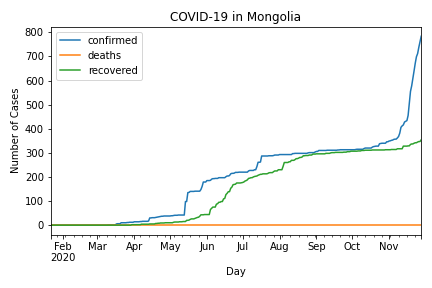 COVID-19 in Mongolia
confirmed
deaths
recovered
800
700
600
500
400
300
200
100
0
Number of Cases
Feb Mar Apr May Jun Jul Aug Sep Oct Nov
2020
Day